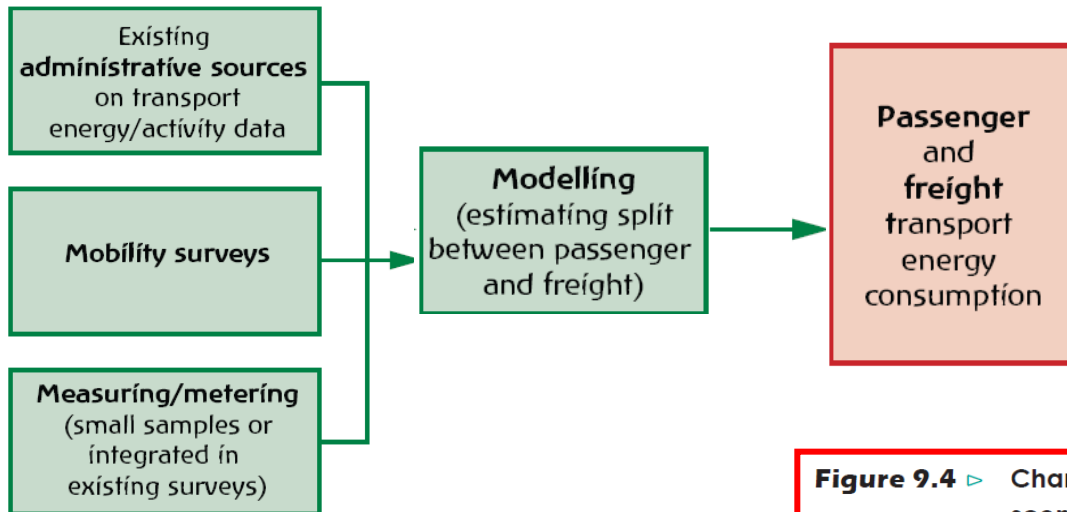 Existing
administrative sources
on transport
energy/activity data
Mobility surveys
Measuring/metering
(small samples or
integrated in
existing surveys)
Modelling
(estimating split
between passenger
and freight)
Passenger
and
freight
transport
energy
consumption
Figure 9.4 ▷